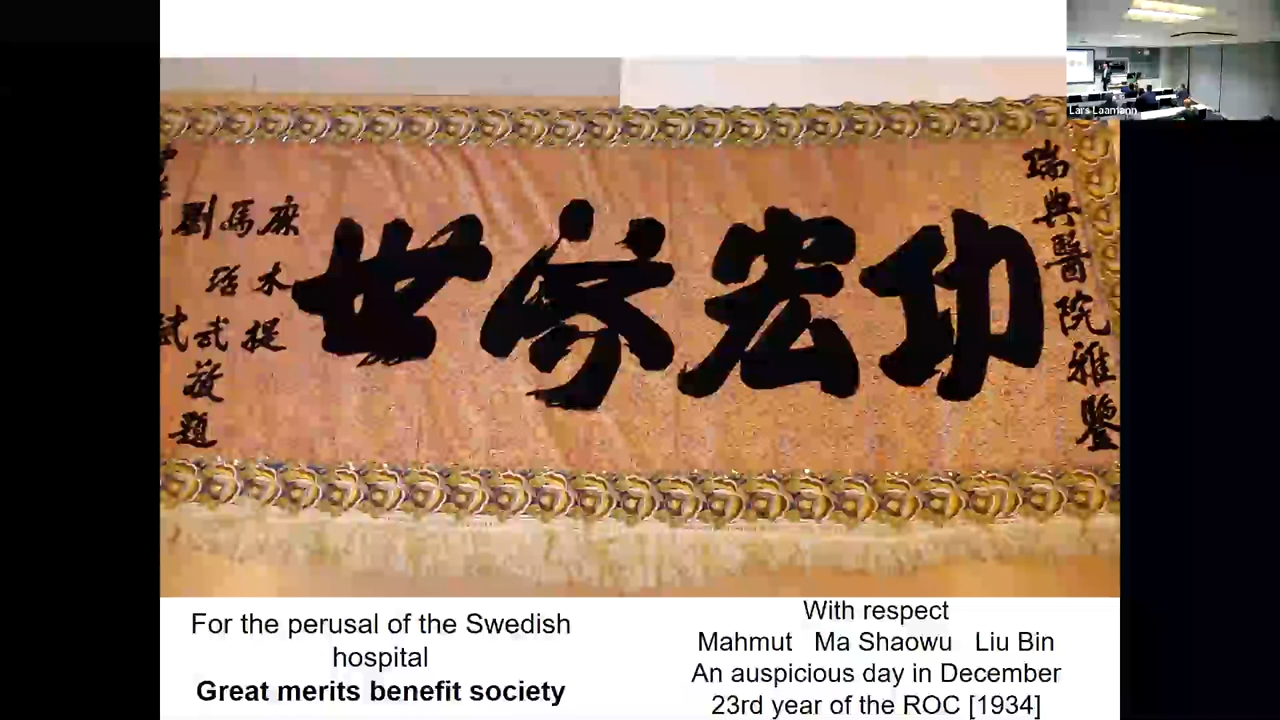 瑞典醫院雅鑒
功宏濟世
麻木提
馬紹武
劉斌
敬題
For the perusal of the Swedish
hospital
Great merits benefit society
With respect
Mahmut Ma Shaowu Liu Bin
An auspicious day in December
23rd year of the ROC [1934]
Lars Laamann